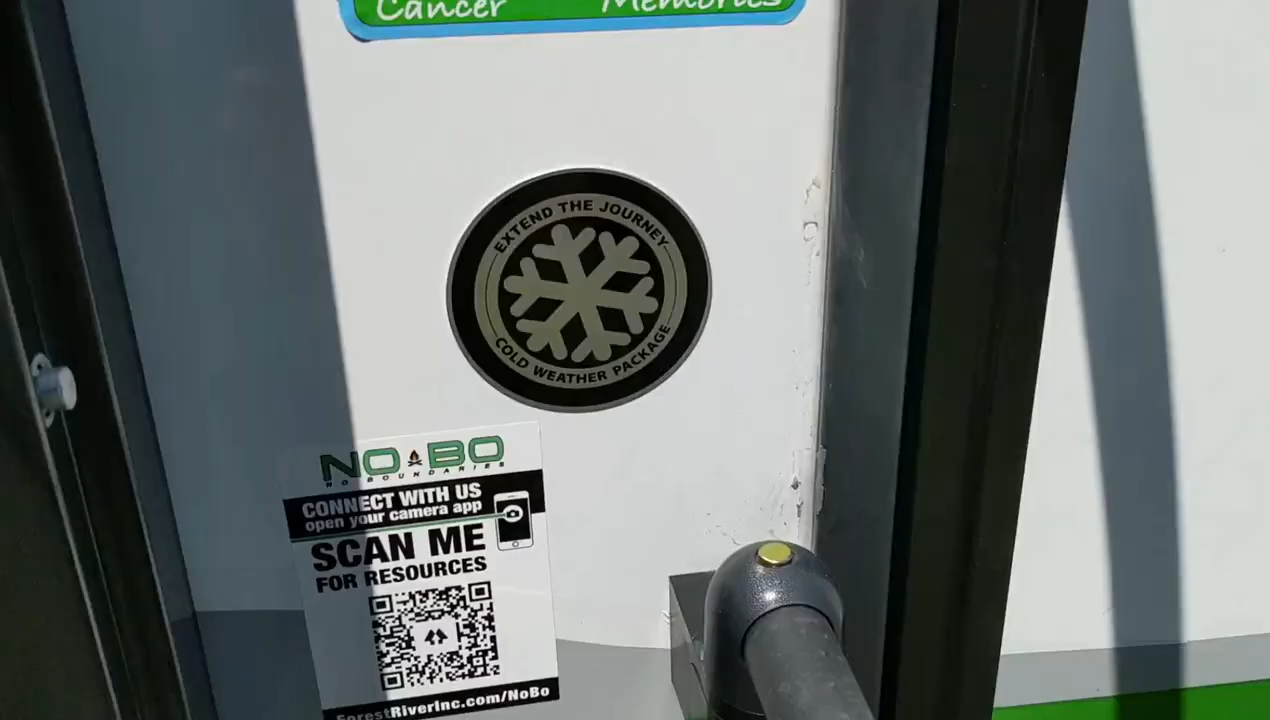 Cancer Memories
EXTEND THE JOURNEY
COLD WEATHER PACKAGE
NO BO
NO BOUNDARIES
CONNECT WITH US
open your camera app
SCAN ME
FOR RESOURCES
ForestRiverInc.com/NoBo